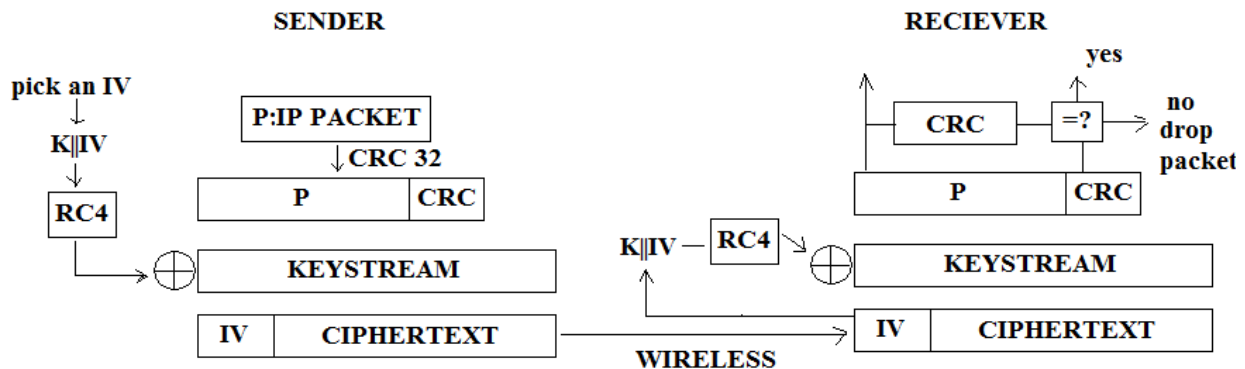 SENDER
pick an IV
K||IV
RC4
P:IP PACKET
CRC 32
P CRC
KEYSTREAM
IV CIPHERTEXT
WIRELESS
RECIEVER
yes
no
drop
packet
CRC
=?
P CRC
K||IV
RC4
KEYSTREAM
IV CIPHERTEXT